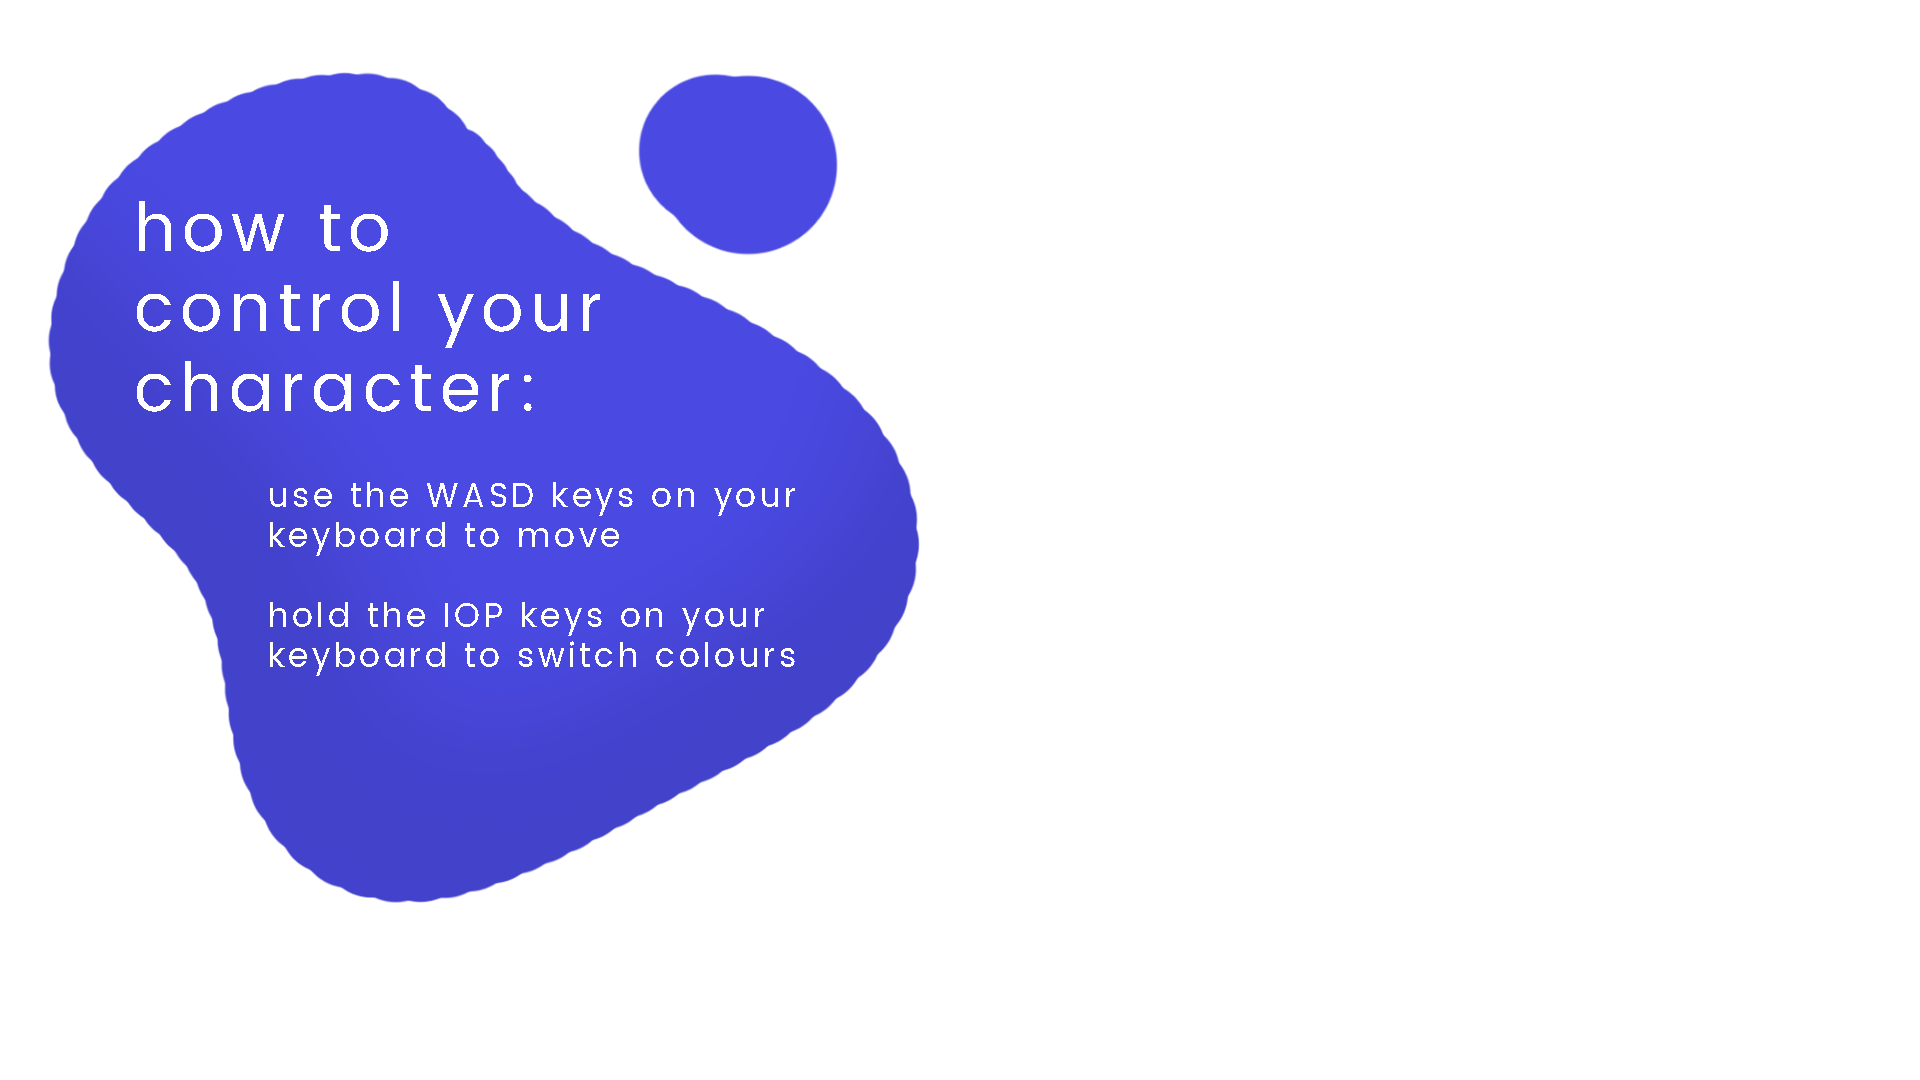 how to
control your
character:
use the WASD keys on your
keyboard to move
hold the IOP keys on your
keyboard to switch colours